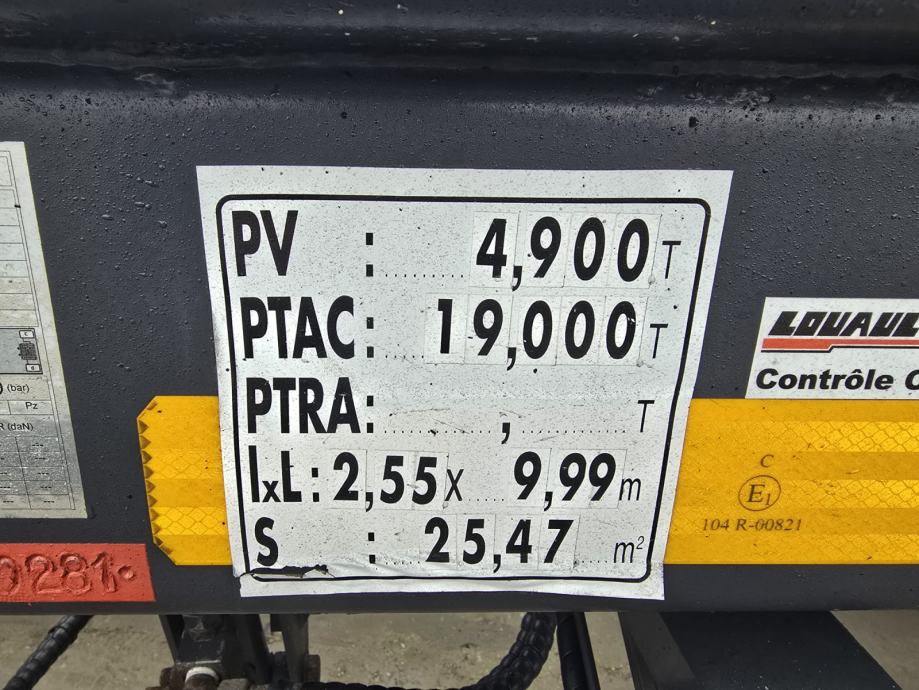 PV : ........... 4,900 T
PTAC: ..... 19,000 T
PTRA: ............ , ............ T
lxL : 2,55 x .... 9,99 m
S : 25,47 .... m²
LOUAUL
Contrôle C
C
E1
104 R-00821
(bar)
Pz
R (daN)
0281·